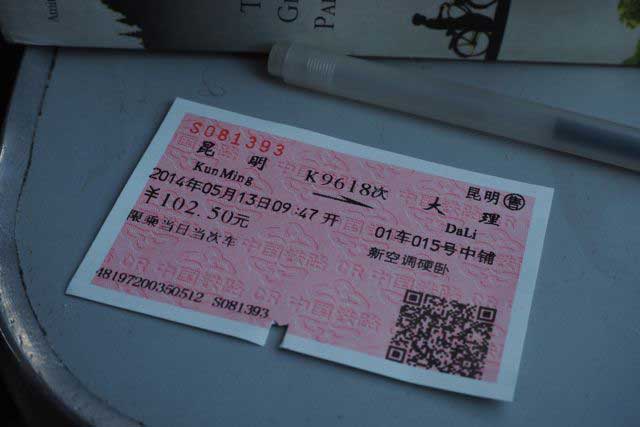 The
G
Pa
S081393
昆明售
昆明
K9618次
大理
KunMing
DaLi
2014年05月13日09:47开
01车015号中铺
¥102.50元
新空调硬卧
限乘当日当次车
48197200350512 S081393